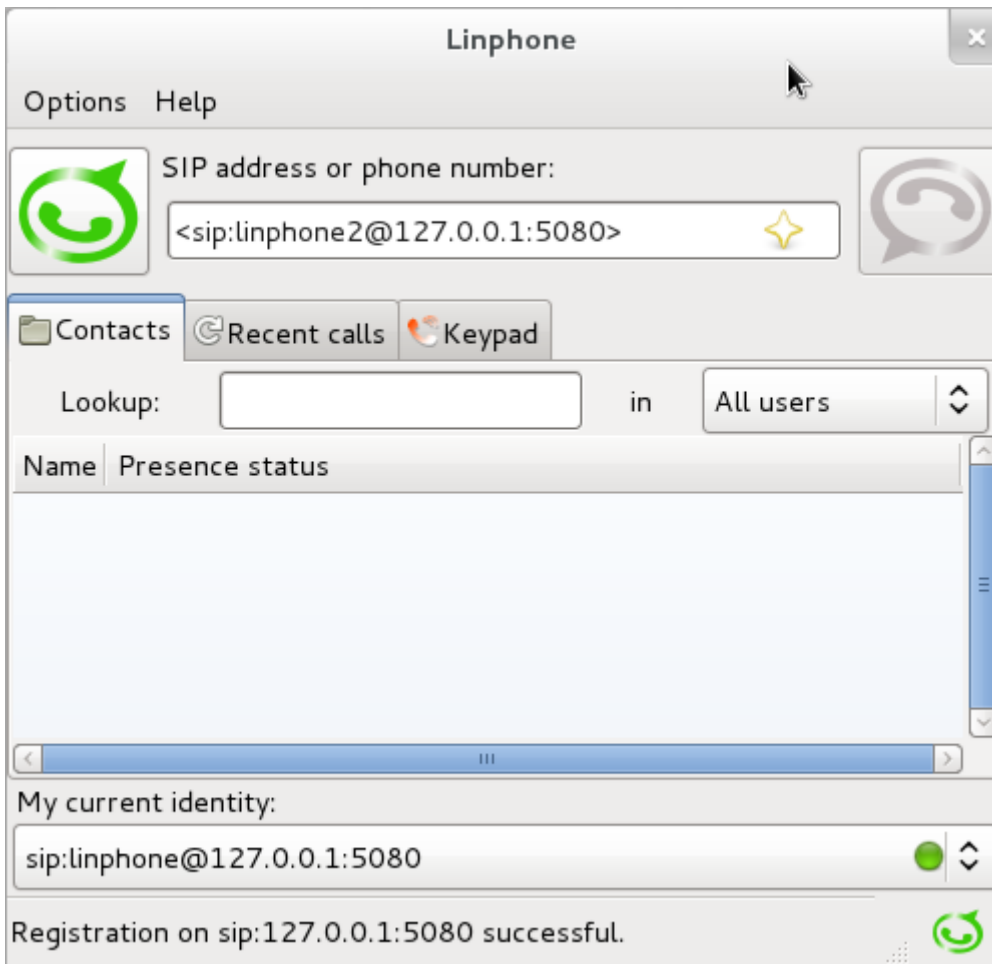 Linphone
Options Help
SIP address or phone number:
<sip:linphone2@127.0.0.1:5080>
Contacts Recent calls Keypad
Lookup: in All users
Name Presence status
My current identity:
sip:linphone@127.0.0.1:5080
Registration on sip:127.0.0.1:5080 successful.